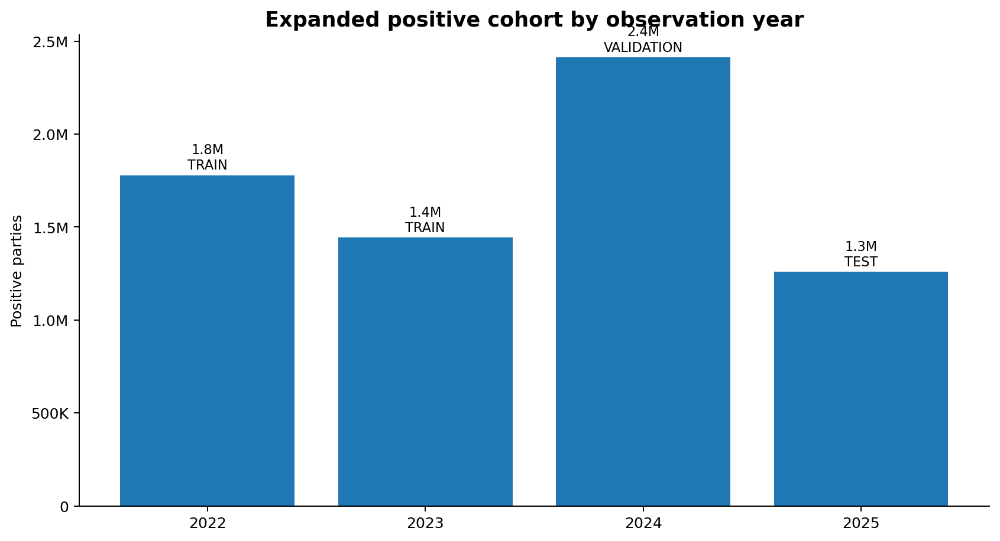 Expanded positive cohort by observation year
2.4M
VALIDATION
2.5M
2.0M
1.8M
TRAIN
1.4M
TRAIN
1.5M
1.3M
TEST
Positive parties
1.0M
500K
0
2022
2023
2024
2025